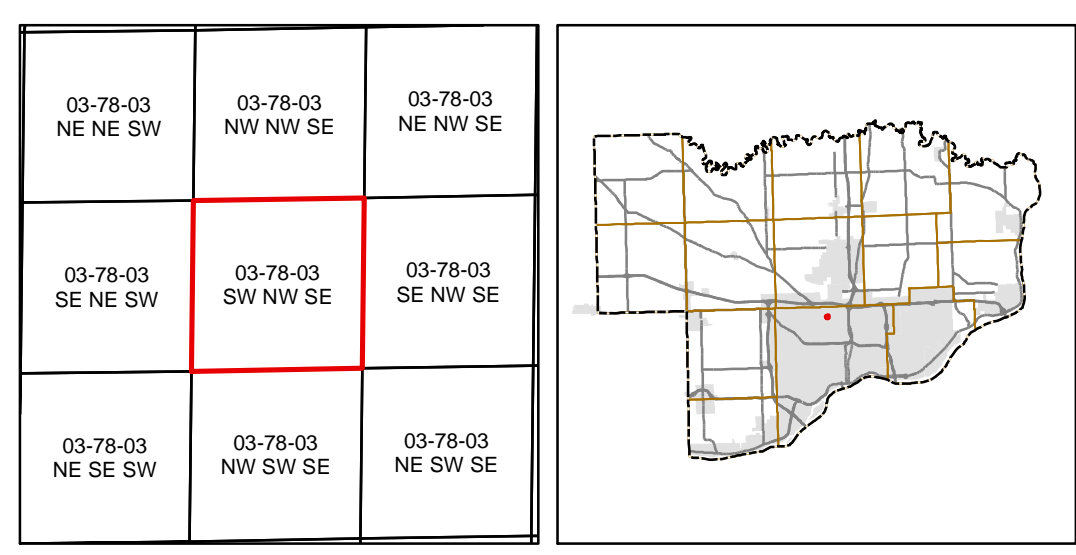 03-78-03
NE NE SW
03-78-03
NW NW SE
03-78-03
NE NW SE
03-78-03
SE NE SW
03-78-03
SW NW SE
03-78-03
SE NW SE
03-78-03
NE SE SW
03-78-03
NW SW SE
03-78-03
NE SW SE